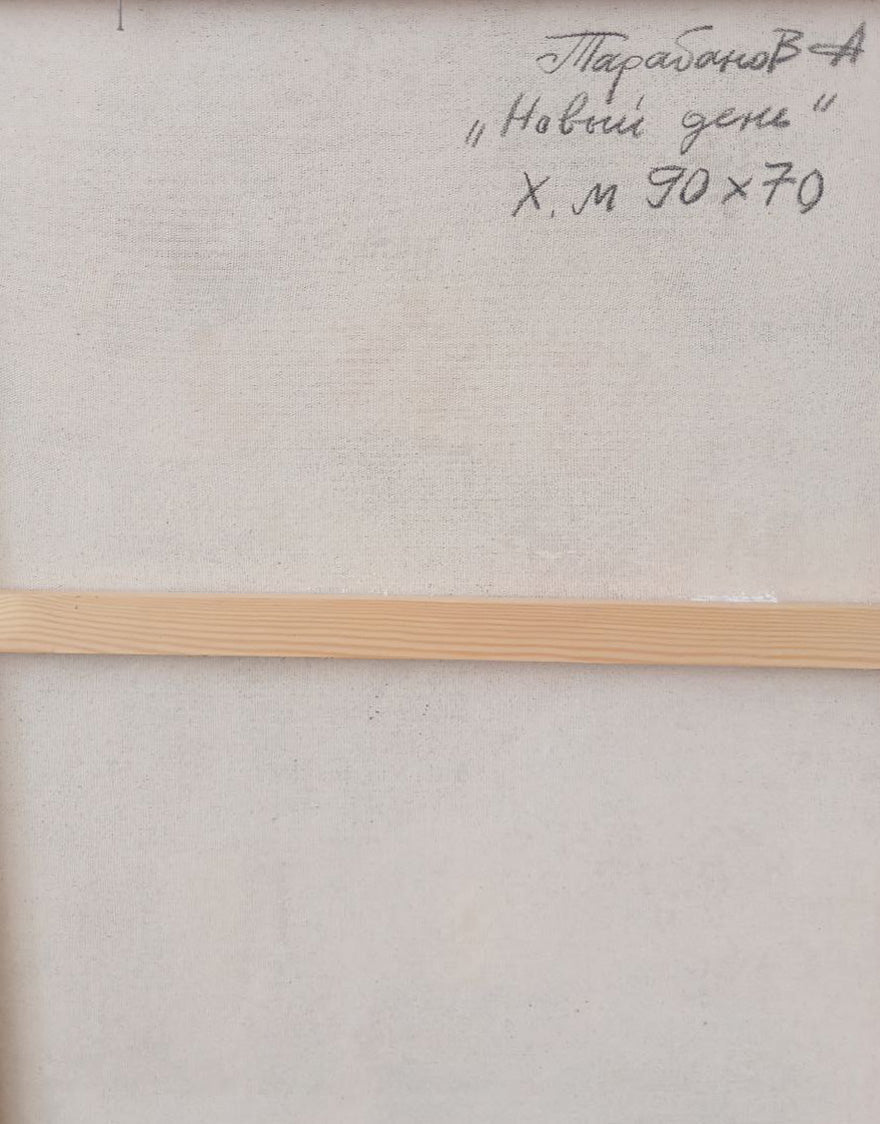 Тарабанов А
„Новый день"
Х. м 90×70